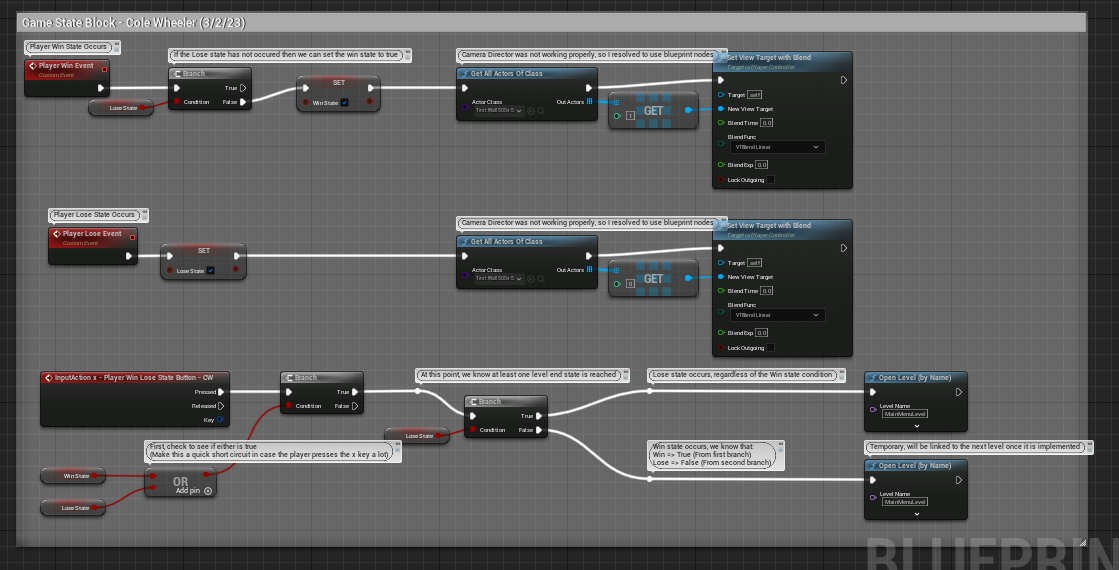 Game State Block - Cole Wheeler (3/2/23)
Player Win State Occurs
If the Lose state has not occured then we can set the win state to true
Camera Director was not working properly, so I resolved to use blueprint nodes
Player Win Event
Custom Event
Lose State
Branch
True
Condition
False
SET
Win State
Get All Actors Of Class
Actor Class
Out Actors
GET
1
Set View Target with Blend
Target is Player Controller
Target
self
New View Target
Blend Time
0.0
Blend Func
VTBlend Linear
Blend Exp
0.0
Lock Outgoing
Player Lose State Occurs
Camera Director was not working properly, so I resolved to use blueprint nodes
Player Lose Event
Custom Event
SET
Lose State
Get All Actors Of Class
Actor Class
Out Actors
GET
0
Set View Target with Blend
Target is Player Controller
Target
self
New View Target
Blend Time
0.0
Blend Func
VTBlend Linear
Blend Exp
0.0
Lock Outgoing
InputAction x - Player Win Lose State Button - CW
Pressed
Released
Key
Branch
True
Condition
False
At this point, we know at least one level end state is reached
Lose State
Branch
True
Condition
False
Lose state occurs, regardless of the Win state condition
Open Level (by Name)
Level Name
MainMenuLevel
First, check to see if either is true
(Make this a quick short circuit in case the player presses the x key a lot)
Win State
Lose State
OR
Add pin
Win state occurs, we know that:
Win => True (From first branch)
Lose => False (From second branch)
Temporary, will be linked to the next level once it is implemented
Open Level (by Name)
Level Name
MainMenuLevel